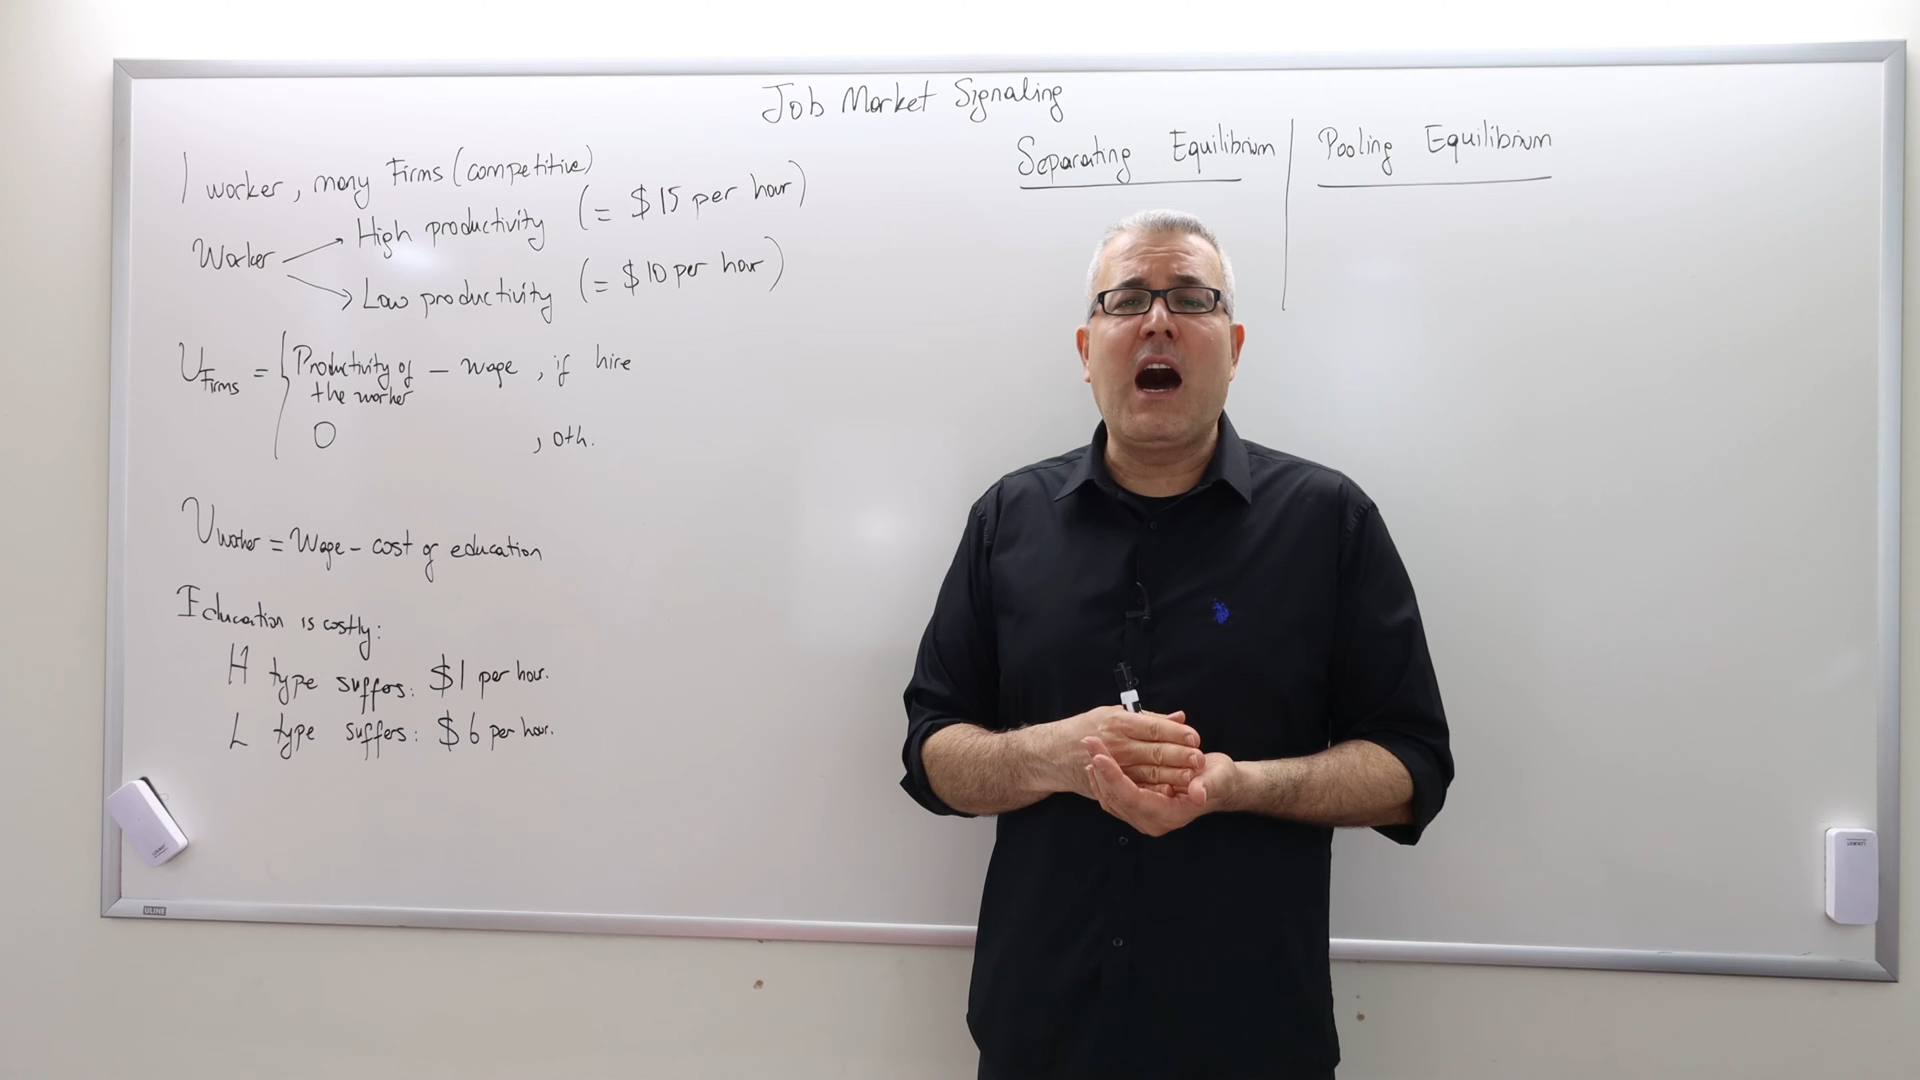 Job Market Signaling
1 worker, many Firms (competitive)
Worker
High productivity (= $15 per hour)
Low productivity (= $10 per hour)
U Firms = { Productivity of the worker – wage , if hire
0 , oth.
U worker = Wage – cost of education
Education is costly:
H type suffers: $1 per hour.
L type suffers: $6 per hour.
Separating Equilibrium
Pooling Equilibrium
ULINE